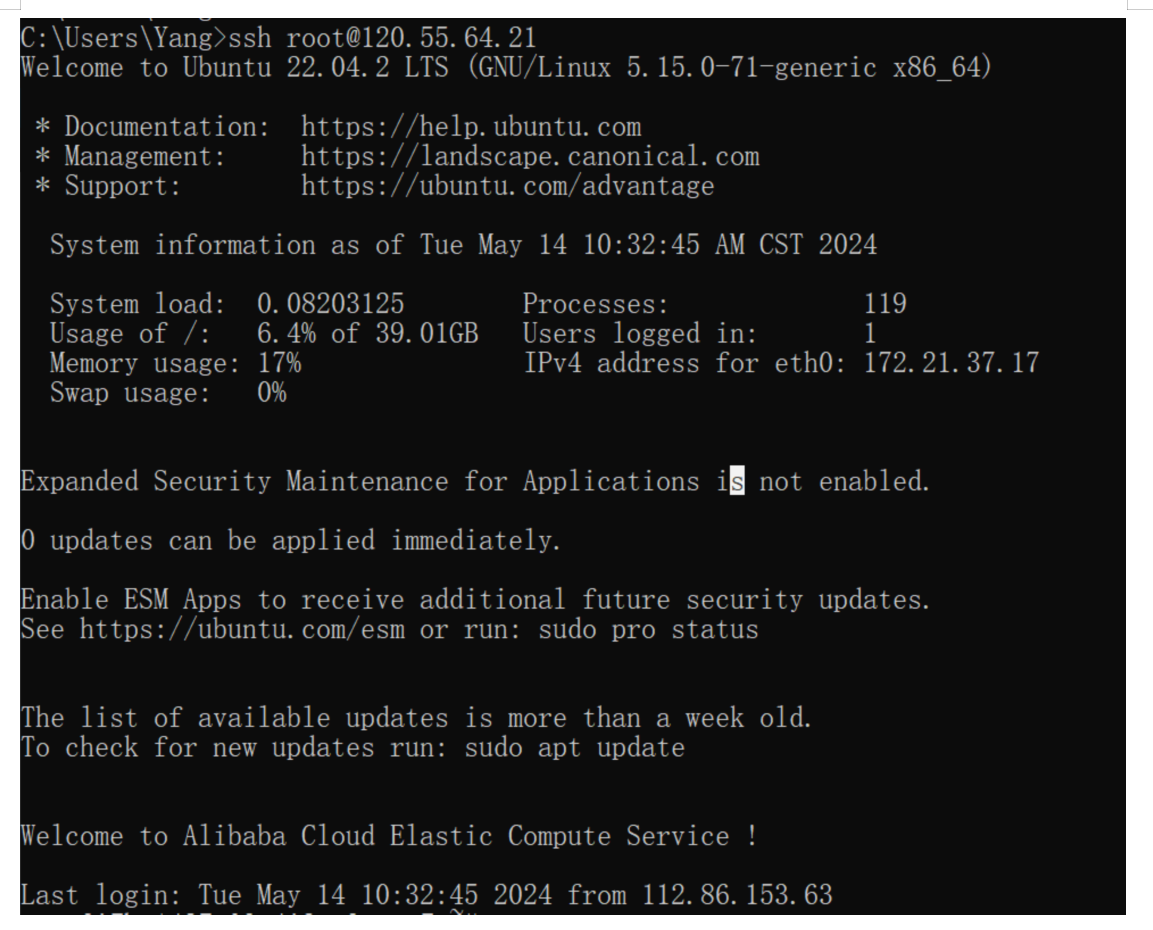 C:\Users\Yang>ssh root@120.55.64.21
Welcome to Ubuntu 22.04.2 LTS (GNU/Linux 5.15.0-71-generic x86_64)
* Documentation: https://help.ubuntu.com
* Management: https://landscape.canonical.com
* Support: https://ubuntu.com/advantage
System information as of Tue May 14 10:32:45 AM CST 2024
System load: 0.08203125 Processes: 119
Usage of /: 6.4% of 39.01GB Users logged in: 1
Memory usage: 17% IPv4 address for eth0: 172.21.37.17
Swap usage: 0%
Expanded Security Maintenance for Applications is not enabled.
0 updates can be applied immediately.
Enable ESM Apps to receive additional future security updates.
See https://ubuntu.com/esm or run: sudo pro status
The list of available updates is more than a week old.
To check for new updates run: sudo apt update
Welcome to Alibaba Cloud Elastic Compute Service !
Last login: Tue May 14 10:32:45 2024 from 112.86.153.63